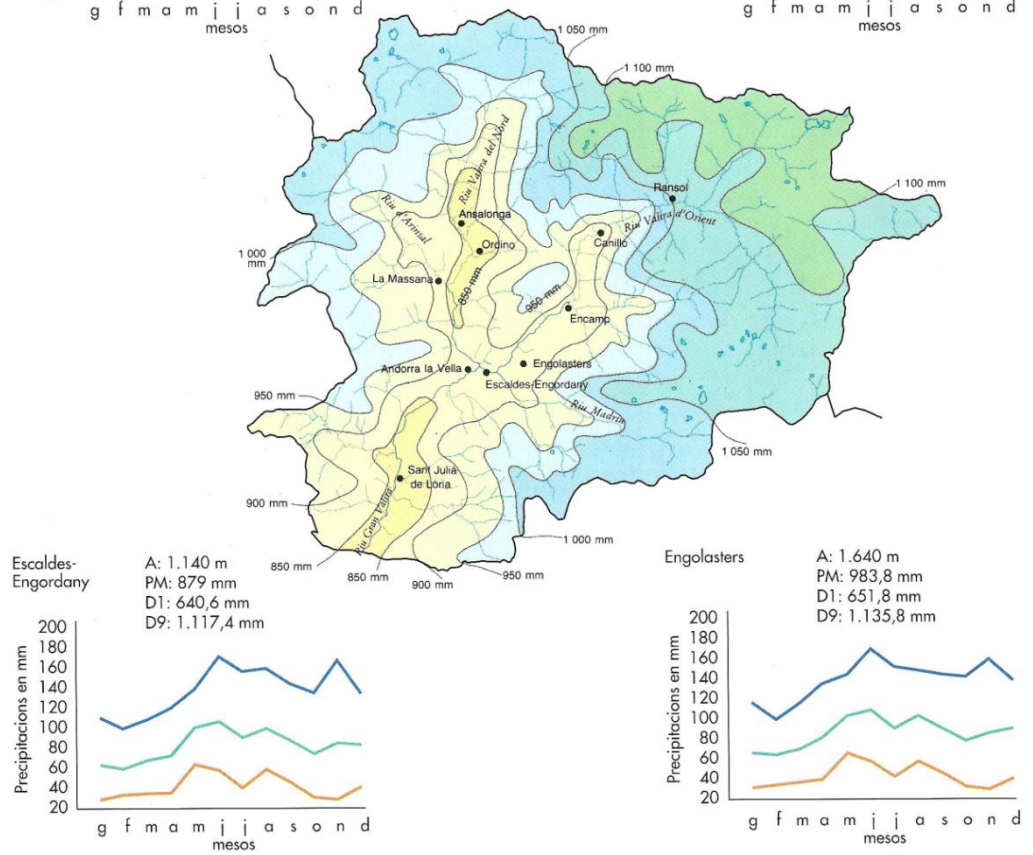 g f m a m j j a s o n d
mesos
g f m a m j j a s o n d
mesos
1 050 mm
1 100 mm
Riu Valira del Nord
Ransol
1 100 mm
Riu d'Arinsal
Ansalonga
Riu Valira d'Orient
Canillo
Ordino
1 000
mm
La Massana
850 mm
950 mm
Encamp
Andorra la Vella
Engolasters
Escaldes-Engordany
950 mm
Riu Madriu
1 050 mm
Sant Julià
de Lòria
900 mm
Riu Gran Valira
1 000 mm
850 mm
850 mm
900 mm
950 mm
Escaldes-
Engordany
A: 1.140 m
PM: 879 mm
D1: 640,6 mm
D9: 1.117,4 mm
Precipitacions en mm
200
180
160
140
120
100
80
60
40
20
g f m a m j j a s o n d
mesos
Engolasters
A: 1.640 m
PM: 983,8 mm
D1: 651,8 mm
D9: 1.135,8 mm
Precipitacions en mm
200
180
160
140
120
100
80
60
40
20
g f m a m j j a s o n d
mesos